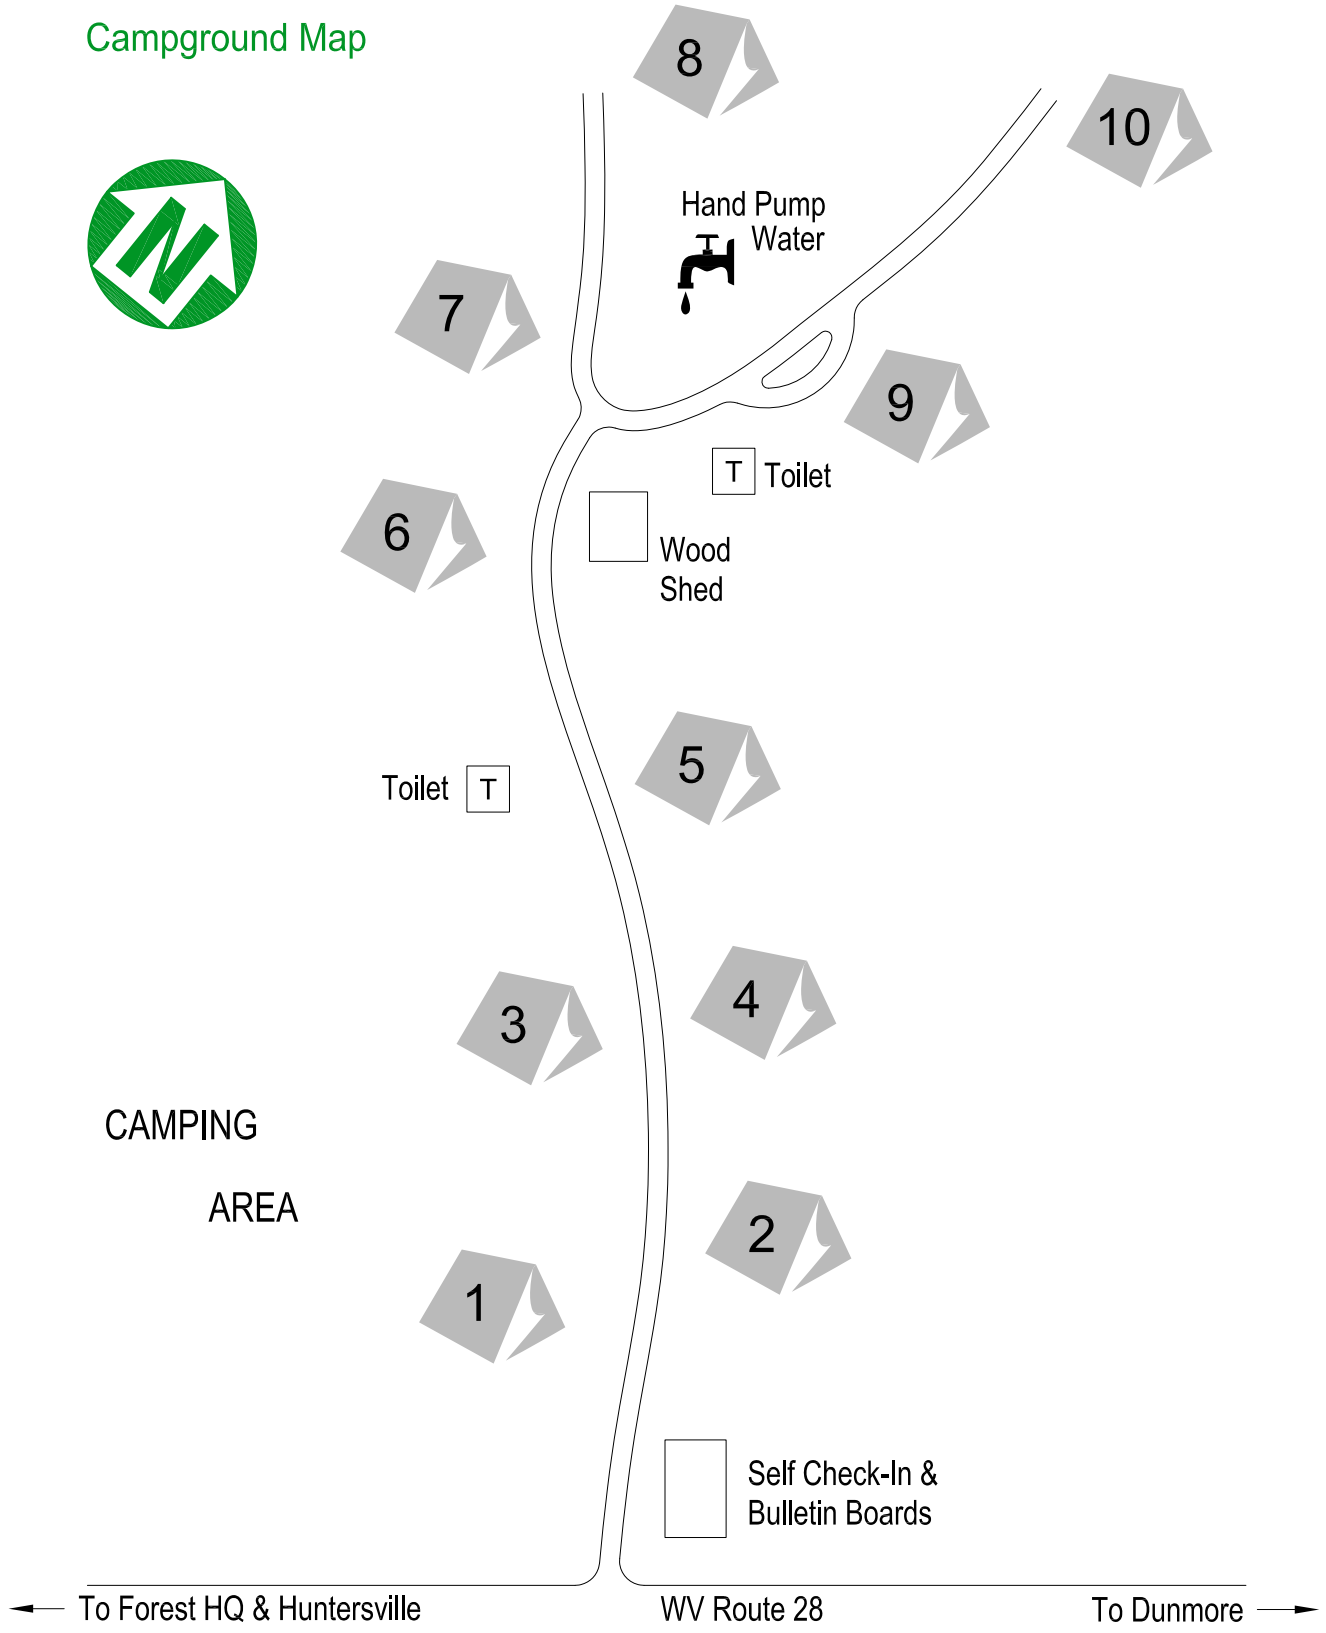 Campground Map
8
10
N
Hand Pump
Water
7
9
T Toilet
6
Wood
Shed
5
Toilet T
4
3
CAMPING
AREA
2
1
Self Check-In &
Bulletin Boards
To Forest HQ & Huntersville
WV Route 28
To Dunmore